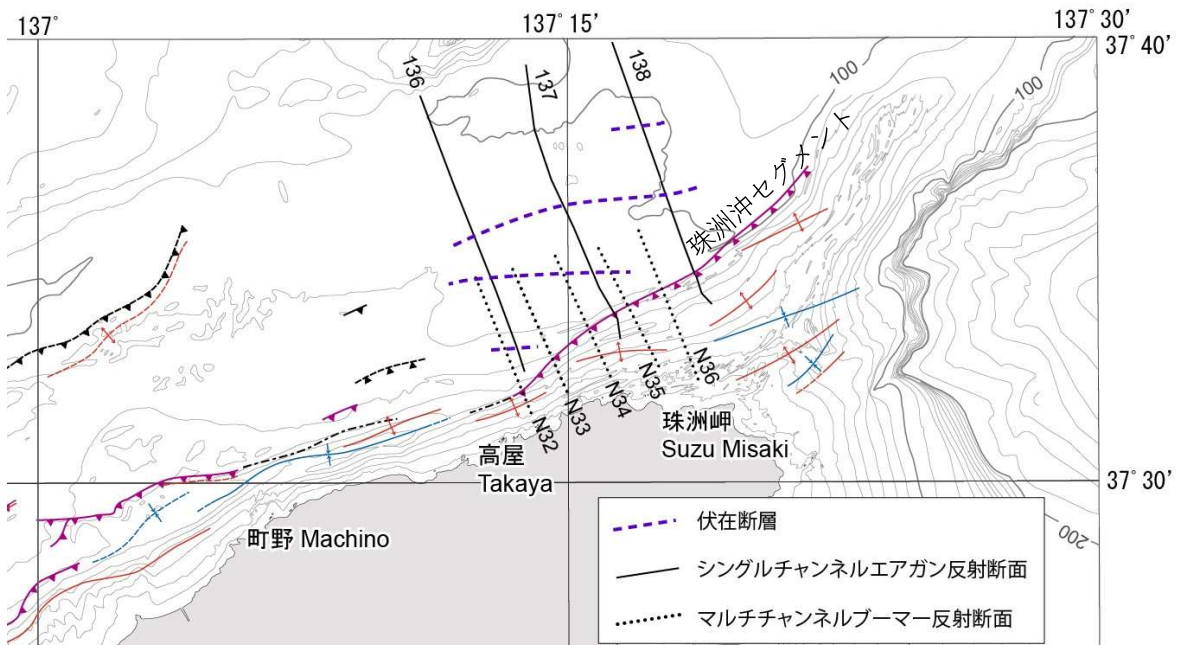 137°
137° 15′
137° 30′
37° 40′
136
137
138
100
100
珠洲沖セグメント
N36
N35
N34
N33
N32
高屋
Takaya
珠洲岬
Suzu Misaki
37° 30′
町野 Machino
200
伏在断層
シングルチャンネルエアガン反射断面
マルチチャンネルブーマー反射断面